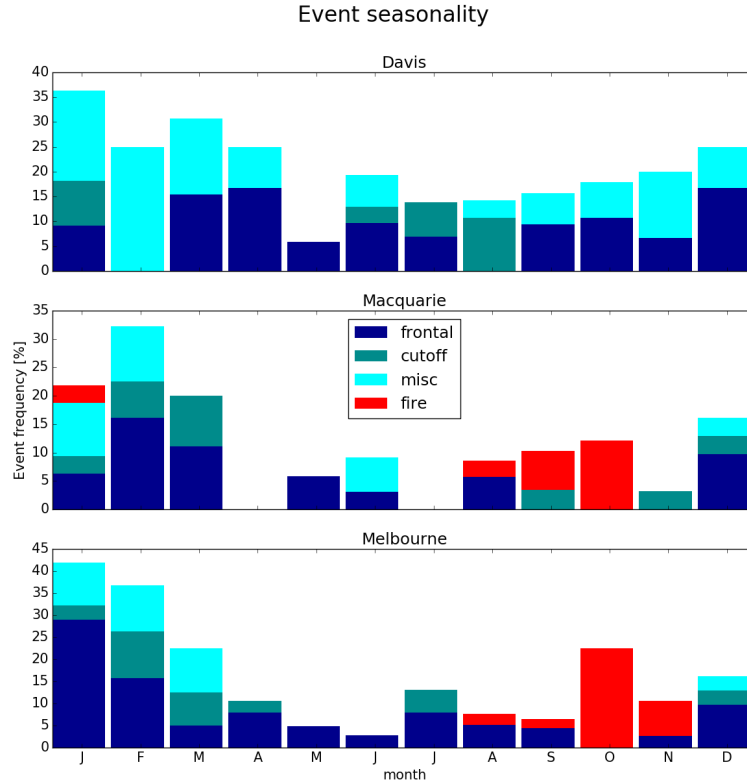 Event seasonality
Davis
40
35
30
25
20
15
10
5
0
Macquarie
35
30
25
20
15
10
5
0
Event frequency [%]
frontal
cutoff
misc
fire
Melbourne
45
40
35
30
25
20
15
10
5
0
J F M A M J J A S O N D
month